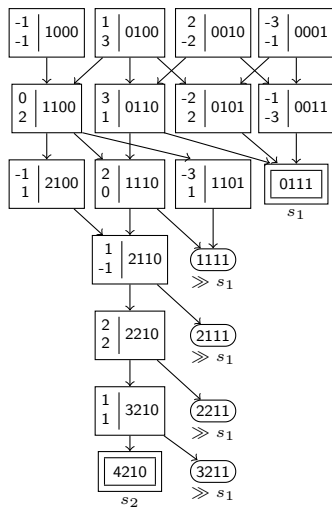 -1 -1 | 1000
1 3 | 0100
2 -2 | 0010
-3 -1 | 0001
0 2 | 1100
3 1 | 0110
-2 2 | 0101
-1 -3 | 0011
-1 1 | 2100
2 0 | 1110
-3 1 | 1101
0111
s₁
1 -1 | 2110
1111
≫ s₁
2 2 | 2210
2111
≫ s₁
1 1 | 3210
2211
≫ s₁
4210
s₂
3211
≫ s₁